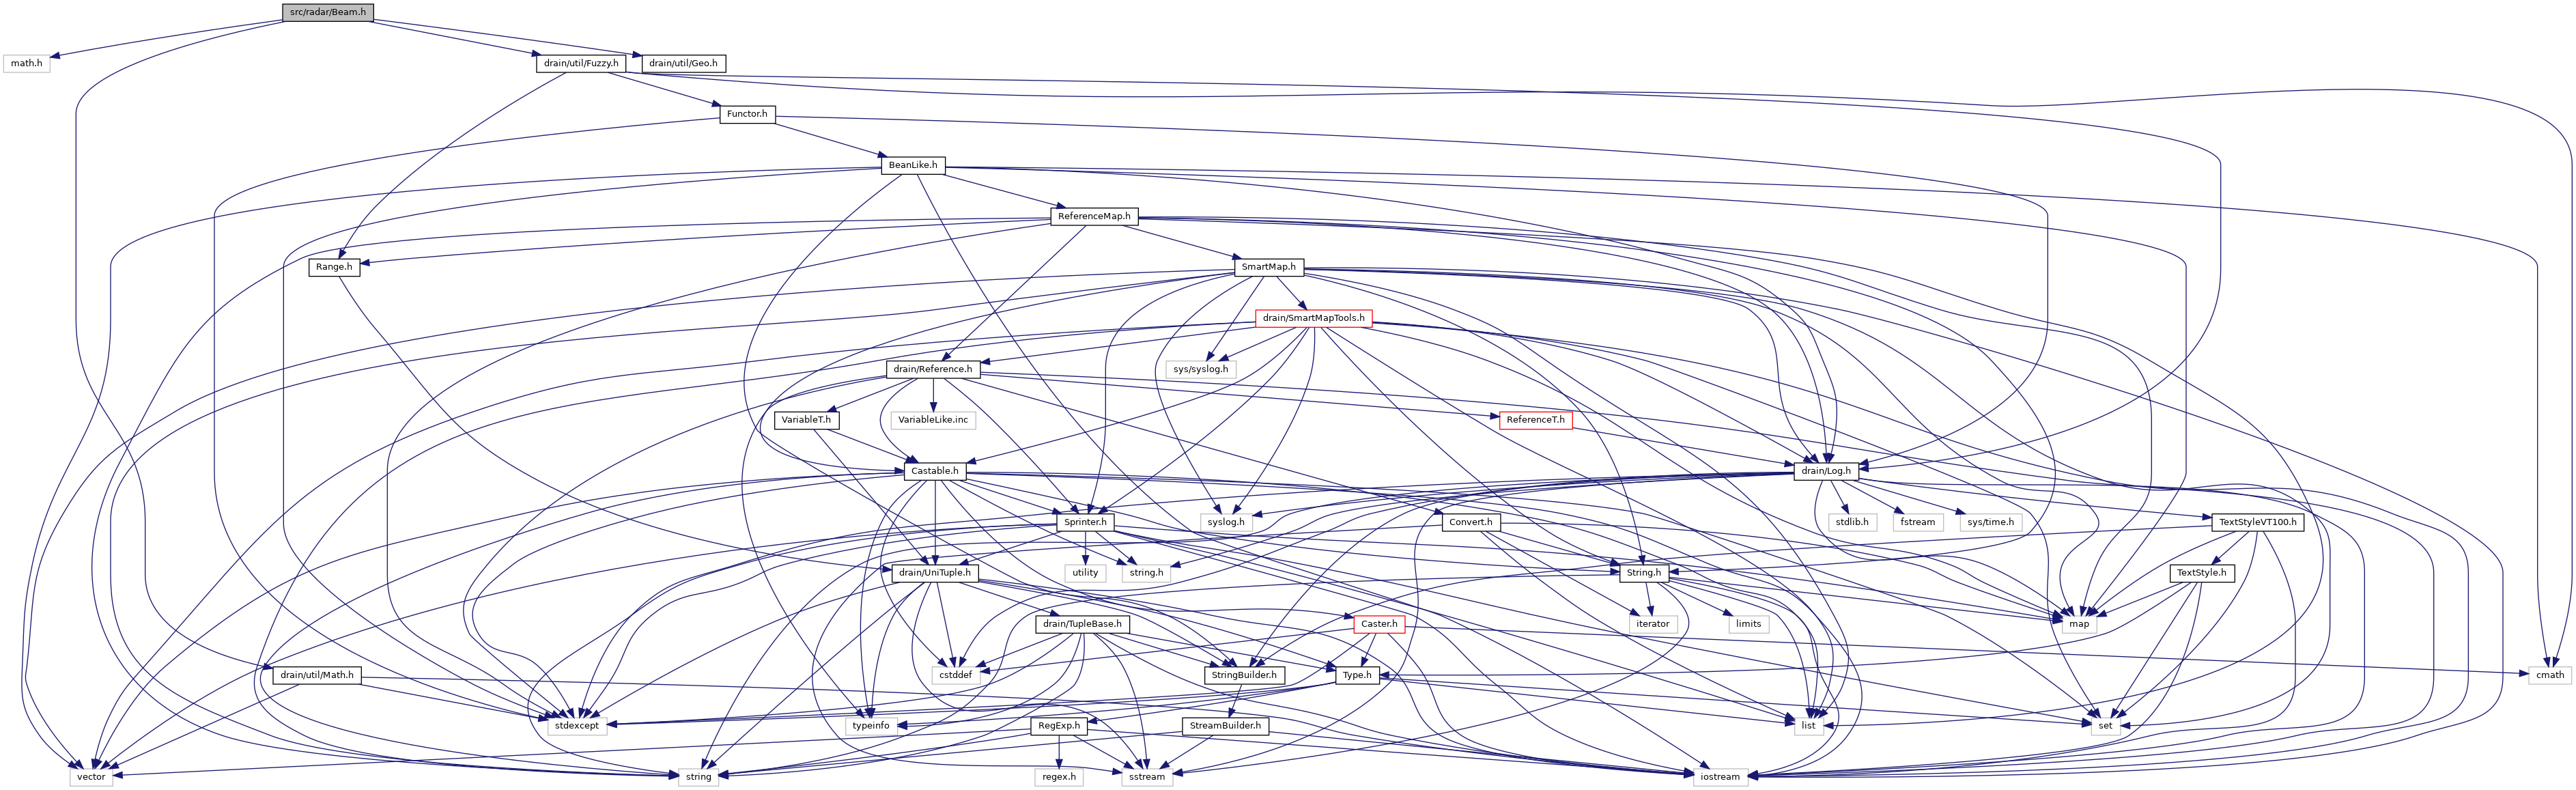 src/radar/Beam.h
math.h
drain/util/Fuzzy.h
drain/util/Geo.h
Functor.h
BeanLike.h
ReferenceMap.h
Range.h
SmartMap.h
drain/SmartMapTools.h
drain/Reference.h
sys/syslog.h
VariableT.h
VariableLike.inc
ReferenceT.h
Castable.h
drain/Log.h
Sprinter.h
syslog.h
Convert.h
stdlib.h
fstream
sys/time.h
TextStyleVT100.h
drain/UniTuple.h
utility
string.h
String.h
TextStyle.h
drain/TupleBase.h
Caster.h
iterator
limits
map
drain/util/Math.h
cstddef
StringBuilder.h
Type.h
cmath
stdexcept
typeinfo
RegExp.h
StreamBuilder.h
list
set
vector
string
regex.h
sstream
iostream